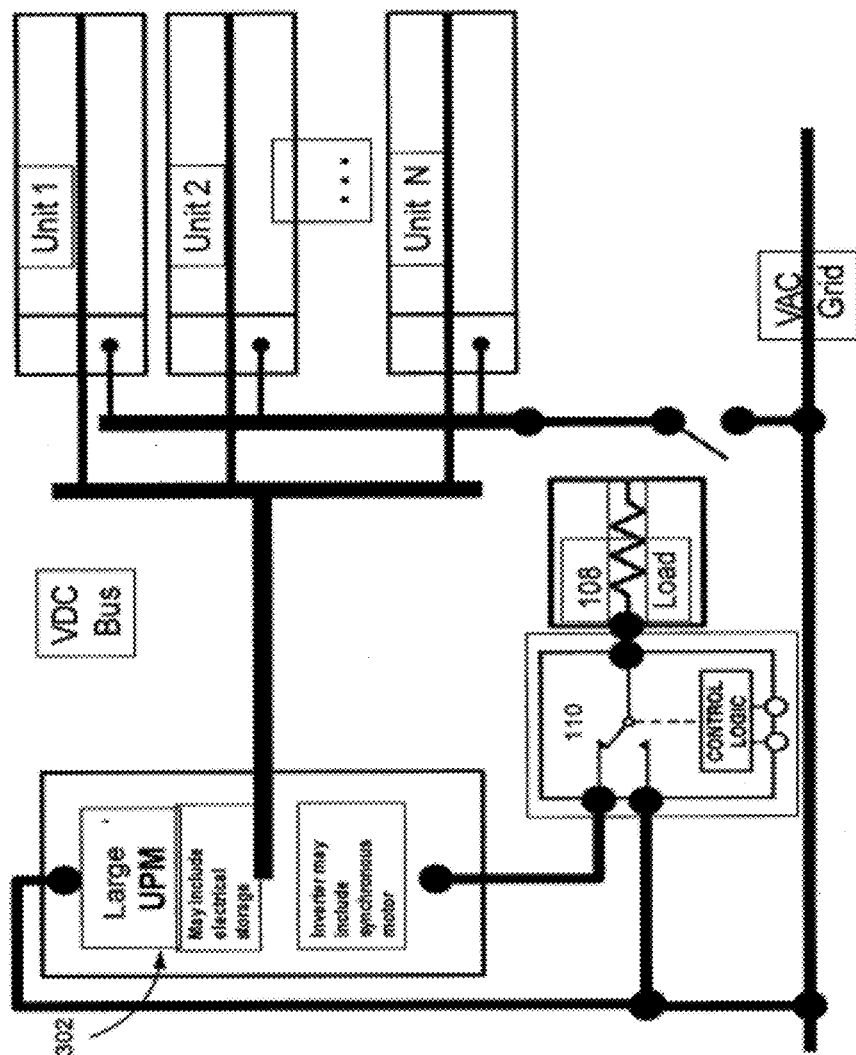 302
Large
UPM
May include
electrical
storage
Inverter may
include
synchronous
motor
VDC
Bus
Unit 1
Unit 2
• • •
Unit N
110
CONTROL
LOGIC
108
Load
VAC
Grid